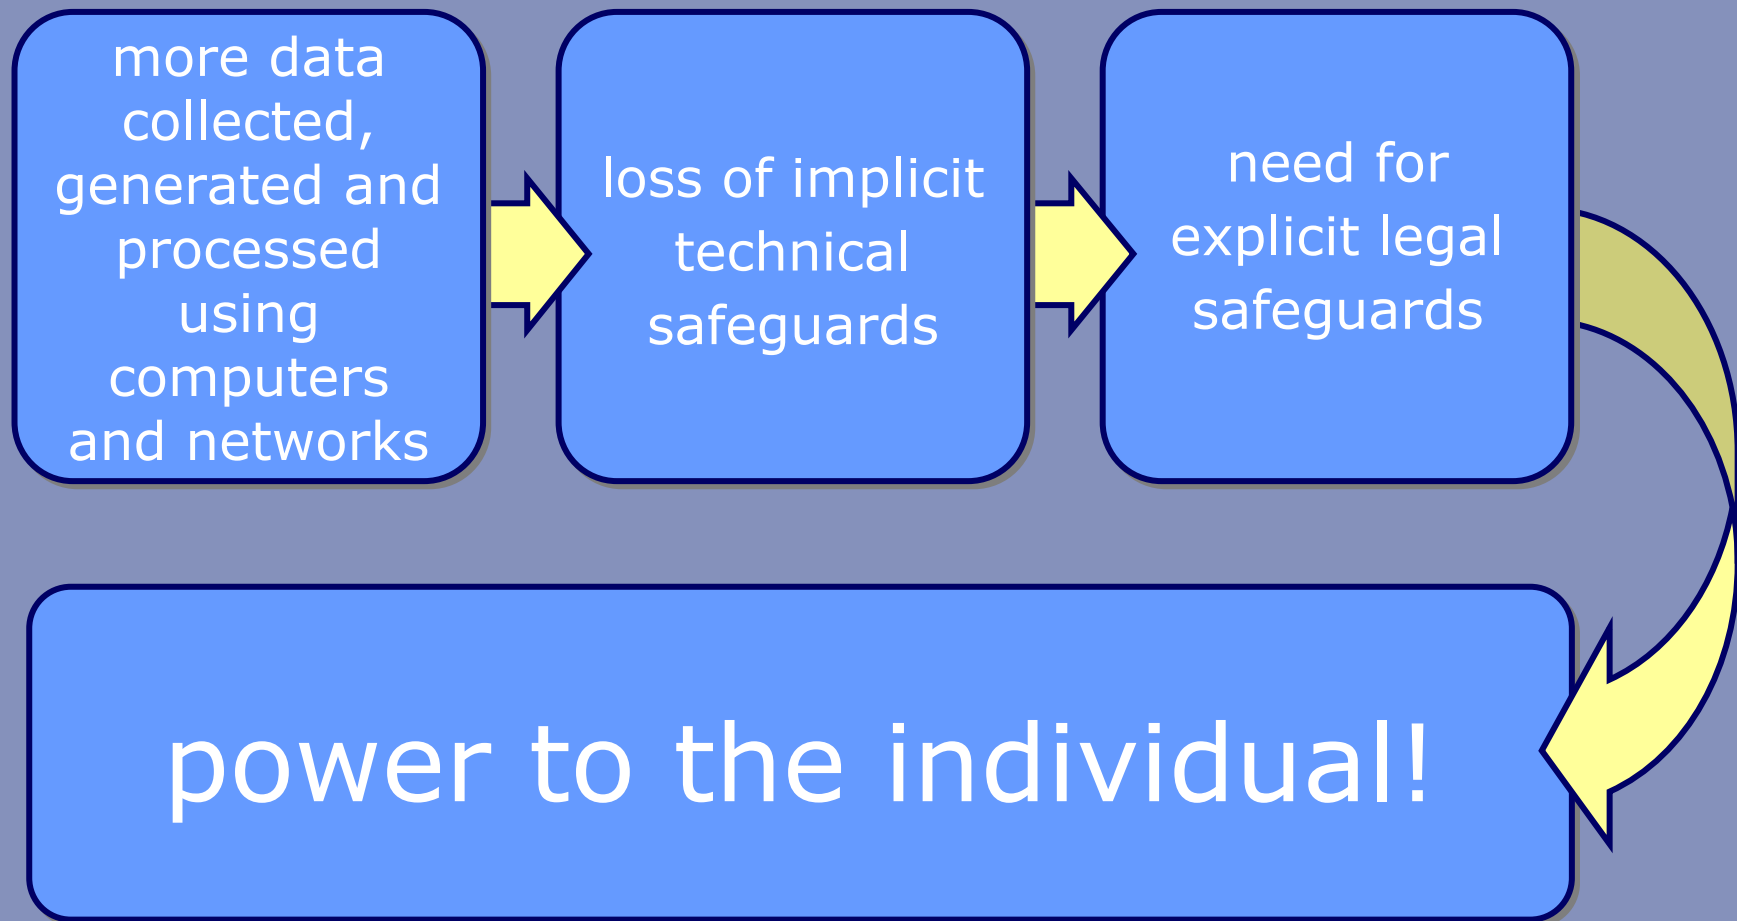 more data
collected,
generated and
processed
using
computers
and networks
loss of implicit
technical
safeguards
need for
explicit legal
safeguards
power to the individual!